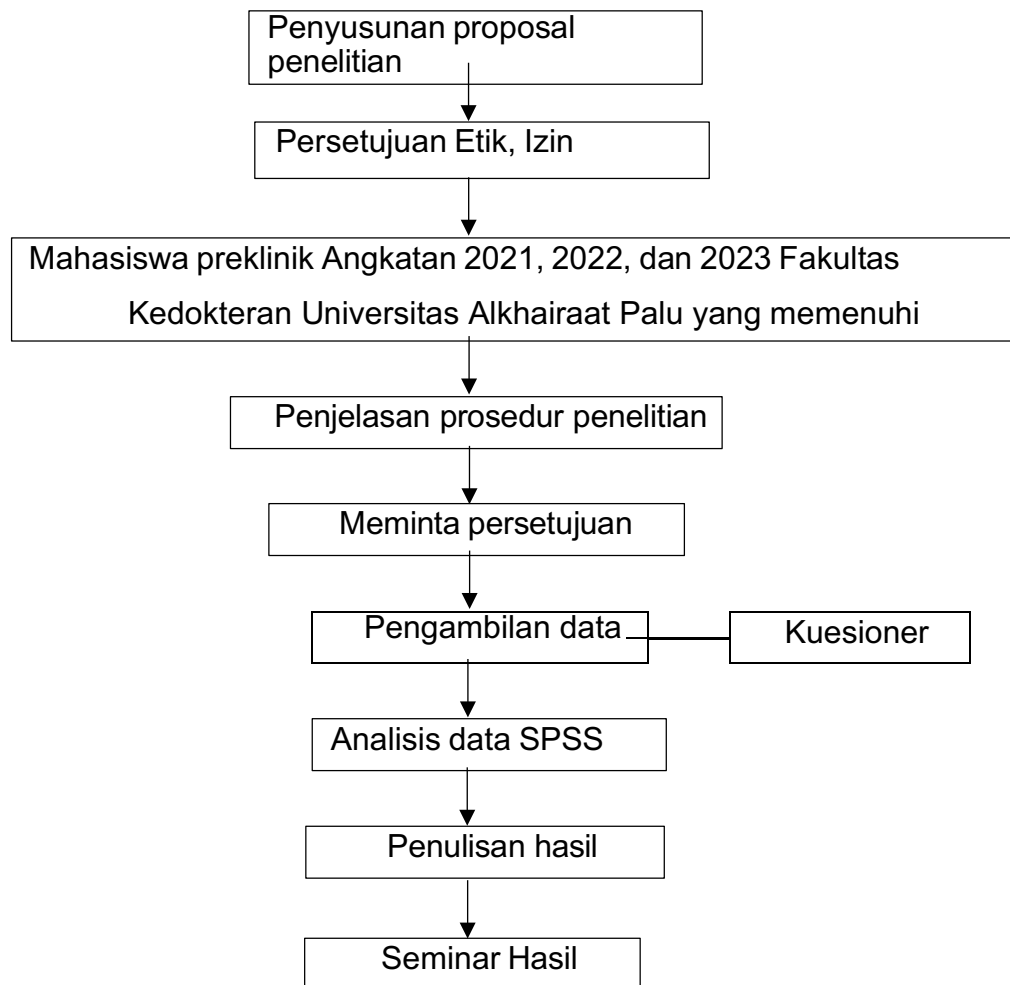 Penyusunan proposal
penelitian
Persetujuan Etik, Izin
Mahasiswa preklinik Angkatan 2021, 2022, dan 2023 Fakultas
Kedokteran Universitas Alkhairaat Palu yang memenuhi
Penjelasan prosedur penelitian
Meminta persetujuan
Pengambilan data
Kuesioner
Analisis data SPSS
Penulisan hasil
Seminar Hasil